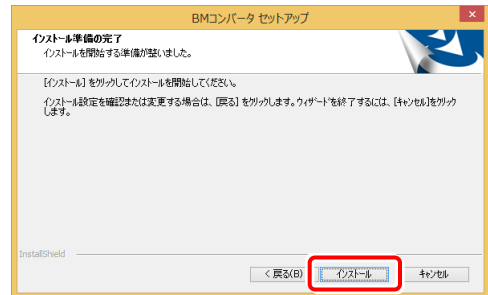 BMコンバータ セットアップ
インストール準備の完了
インストールを開始する準備が整いました。
[インストール] をクリックしてインストールを開始してください。
インストール設定を確認または変更する場合は、[戻る] をクリックします。ウィザードを終了するには、[キャンセル]をクリック
します。
InstallShield
< 戻る(B)
インストール
キャンセル